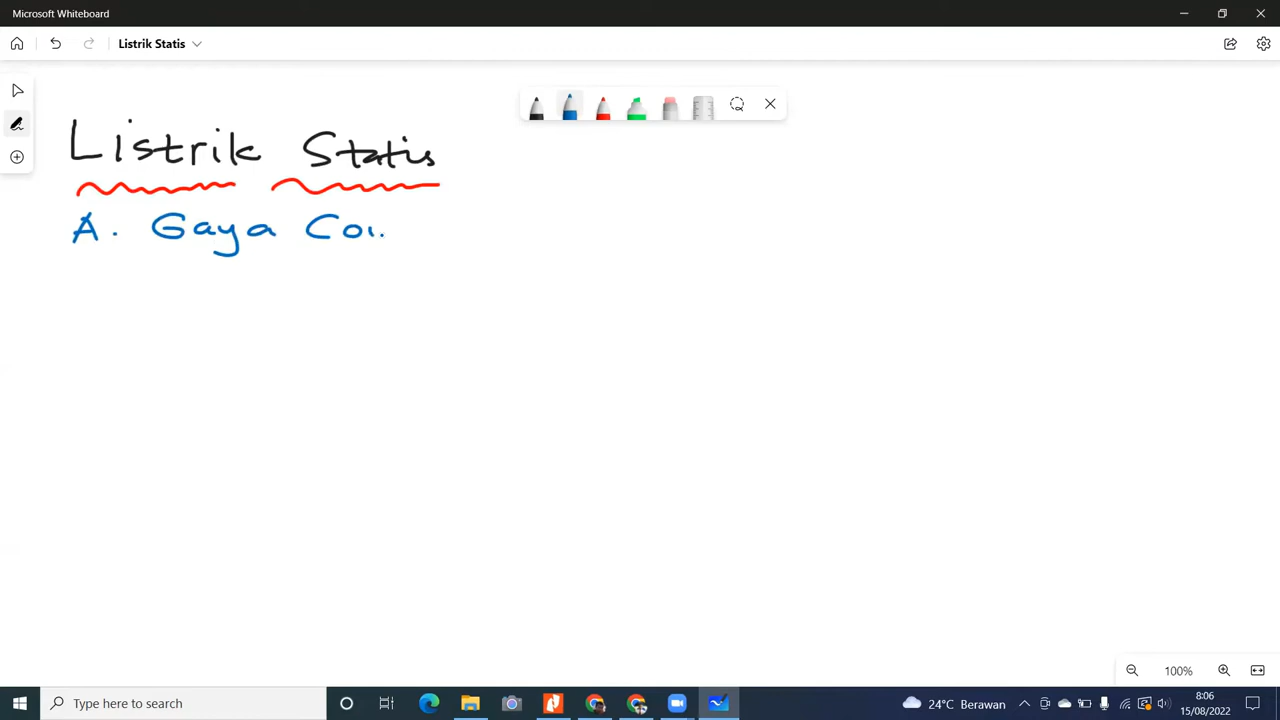 Microsoft Whiteboard
Listrik Statis
Listrik Statis
A. Gaya
100%
Type here to search
24°C Berawan
8:06
15/08/2022